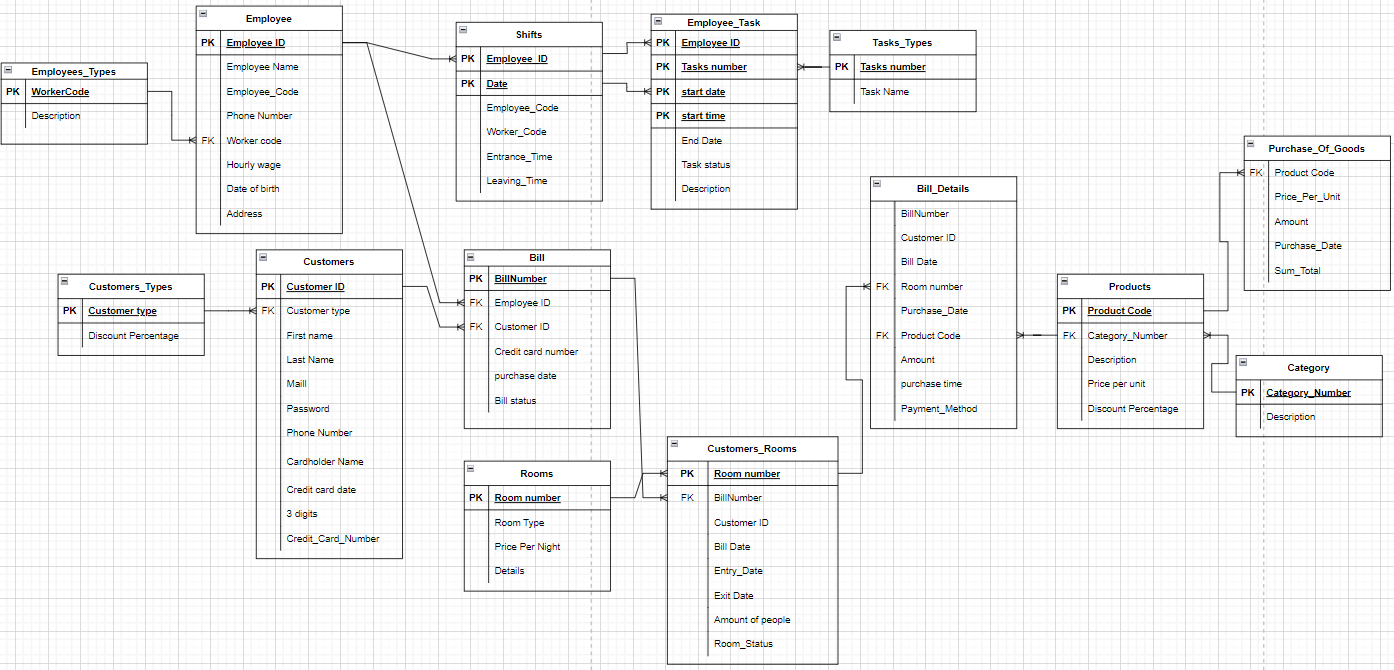 Employee
PK Employee ID
Employee Name
Employee_Code
Phone Number
FK Worker code
Hourly wage
Date of birth
Address
Employees_Types
PK WorkerCode
Description
Shifts
PK Employee_ID
PK Date
Employee_Code
Worker_Code
Entrance_Time
Leaving_Time
Employee_Task
PK Employee ID
PK Tasks number
PK start date
PK start time
End Date
Task status
Description
Tasks_Types
PK Tasks number
Task Name
Purchase_Of_Goods
FK Product Code
Price_Per_Unit
Amount
Purchase_Date
Sum_Total
Bill_Details
BillNumber
Customer ID
Bill Date
FK Room number
Purchase_Date
FK Product Code
Amount
purchase time
Payment_Method
Customers_Types
PK Customer type
Discount Percentage
Customers
PK Customer ID
FK Customer type
First name
Last Name
Maill
Password
Phone Number
Cardholder Name
Credit card date
3 digits
Credit_Card_Number
Bill
PK BillNumber
FK Employee ID
FK Customer ID
Credit card number
purchase date
Bill status
Products
PK Product Code
FK Category_Number
Description
Price per unit
Discount Percentage
Category
PK Category_Number
Description
Rooms
PK Room number
Room Type
Price Per Night
Details
Customers_Rooms
PK Room number
FK BillNumber
Customer ID
Bill Date
Entry_Date
Exit Date
Amount of people
Room_Status